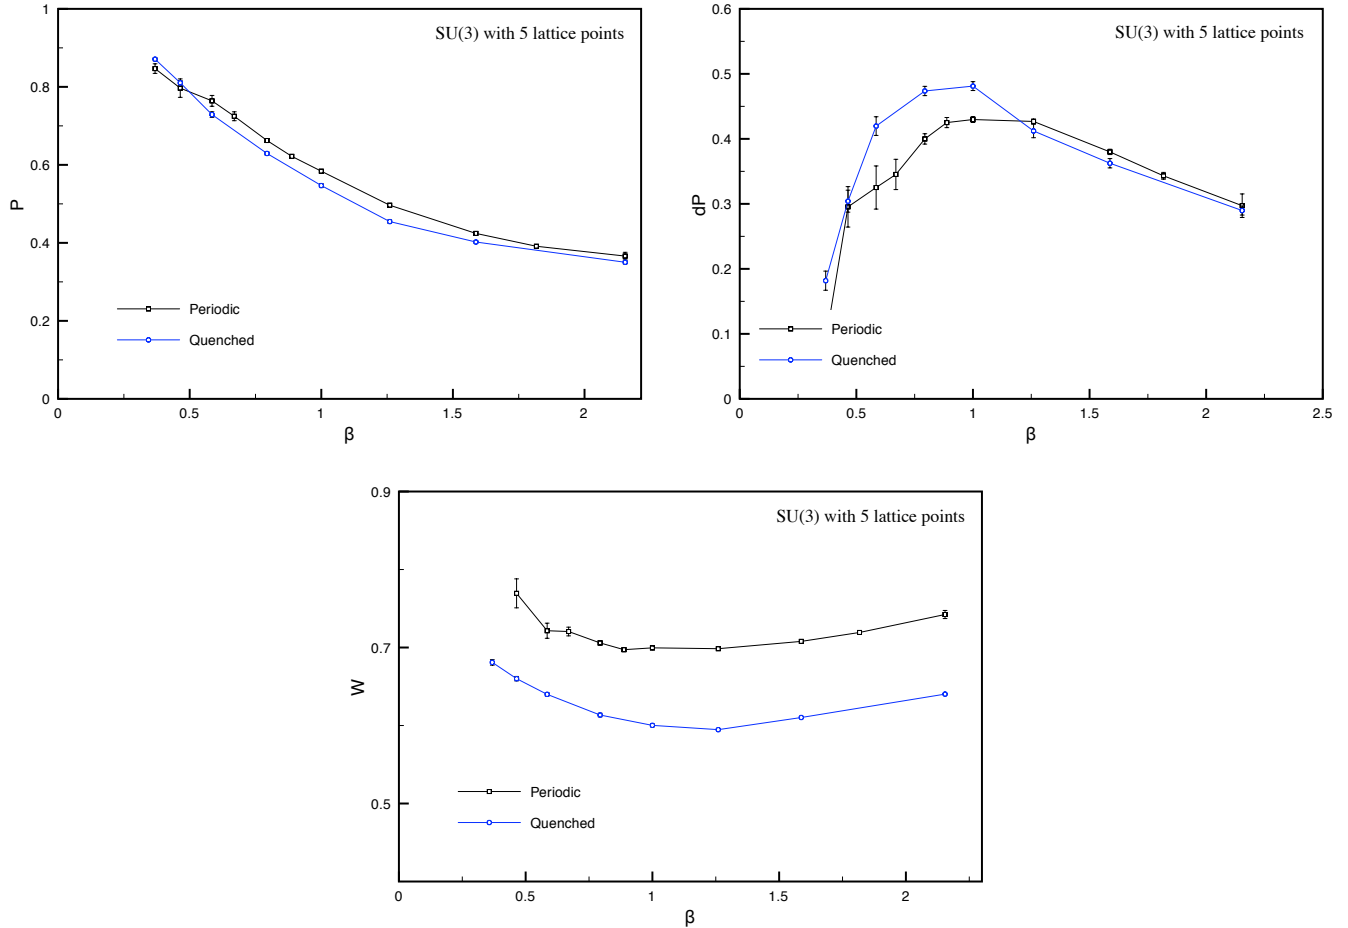 SU(3) with 5 lattice points
P
1
0.8
0.6
0.4
0.2
0
Periodic
Quenched
0 0.5 1 1.5 2
β
SU(3) with 5 lattice points
dP
0.6
0.5
0.4
0.3
0.2
0.1
0
Periodic
Quenched
0 0.5 1 1.5 2 2.5
β
SU(3) with 5 lattice points
W
0.9
0.7
0.5
Periodic
Quenched
0 0.5 1 1.5 2
β